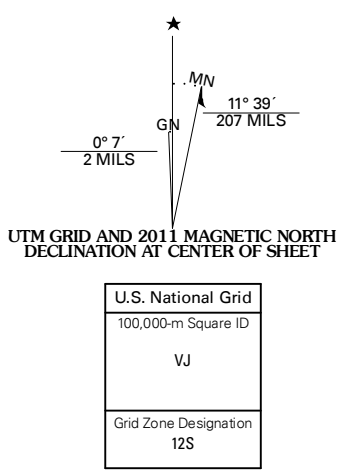 MN
11° 39´
207 MILS
GN
0° 7´
2 MILS
UTM GRID AND 2011 MAGNETIC NORTH
DECLINATION AT CENTER OF SHEET
U.S. National Grid
100,000-m Square ID
VJ
Grid Zone Designation
12S